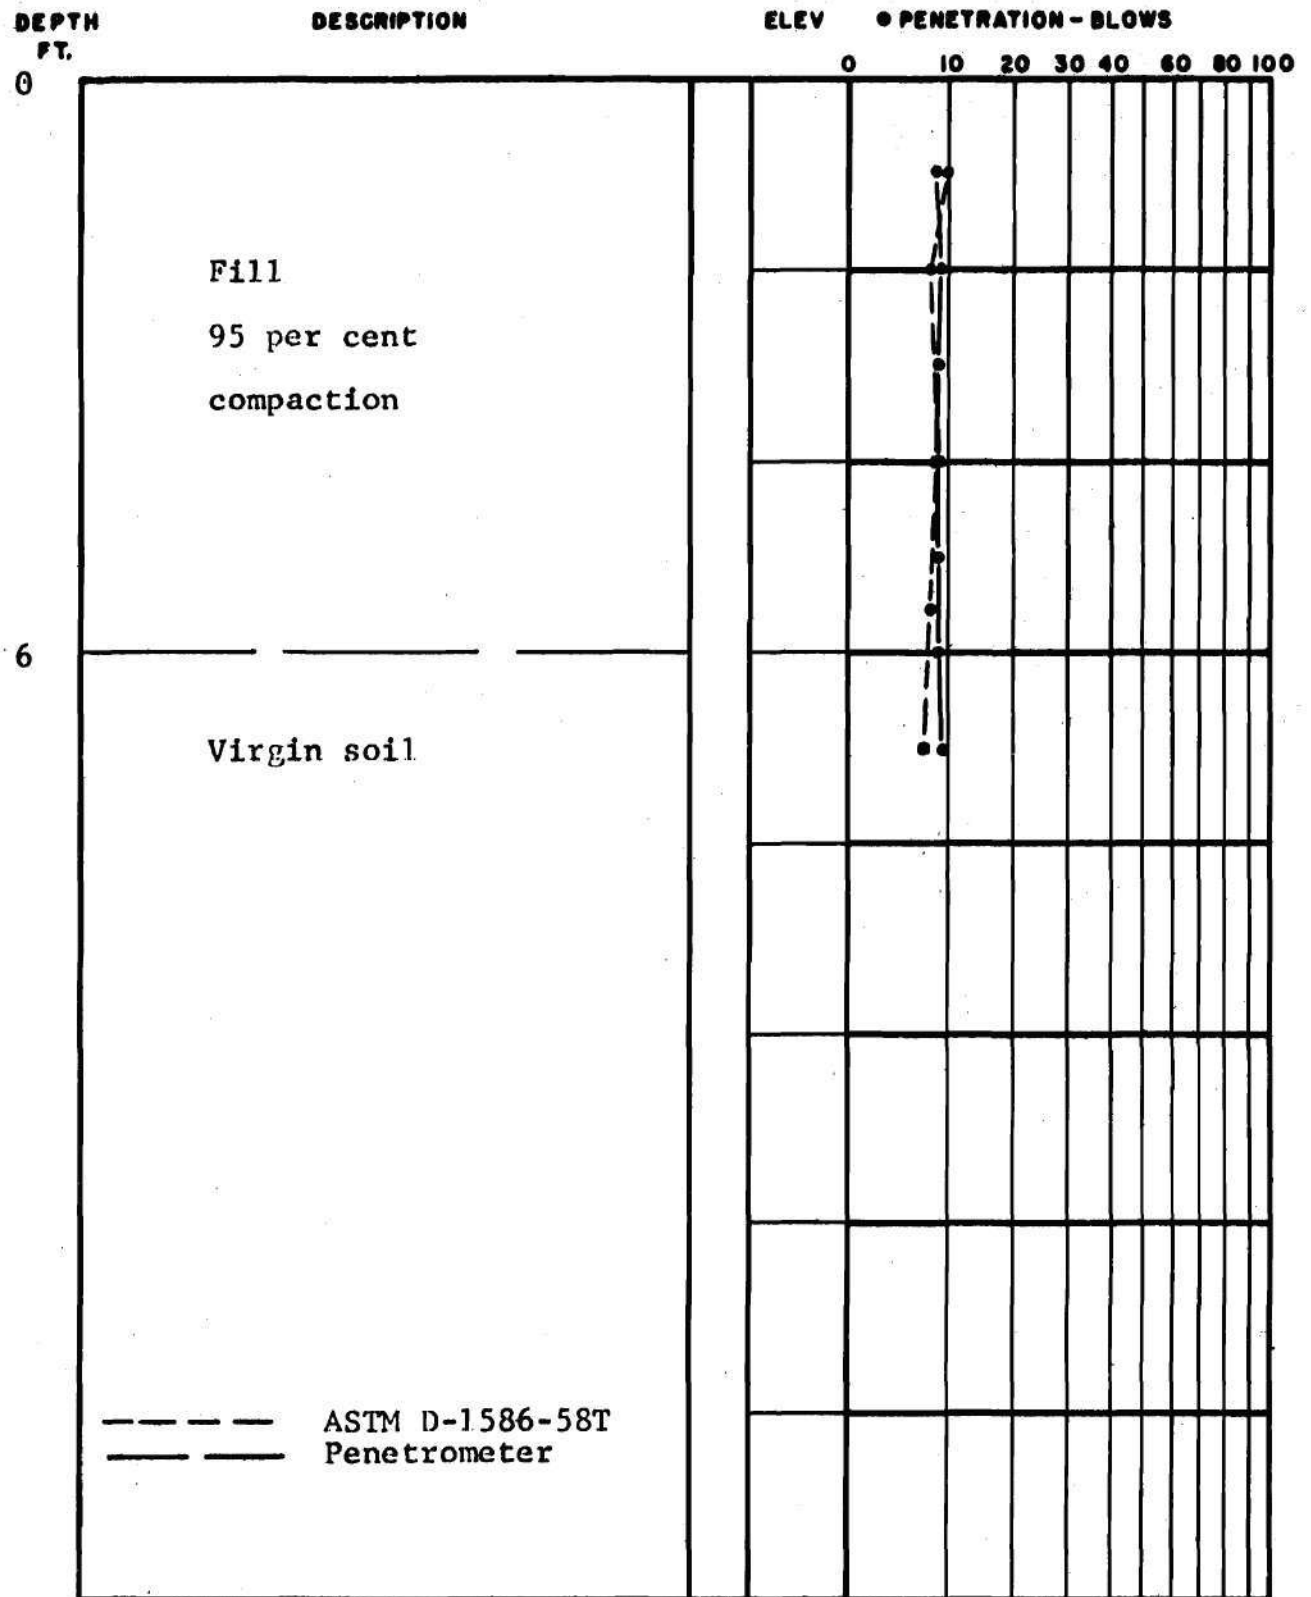 DEPTH DESCRIPTION ELEV ● PENETRATION - BLOWS
FT.
0 10 20 30 40 60 80 100
0
Fill
95 per cent
compaction
6
Virgin soil
ASTM D-1586-58T
Penetrometer